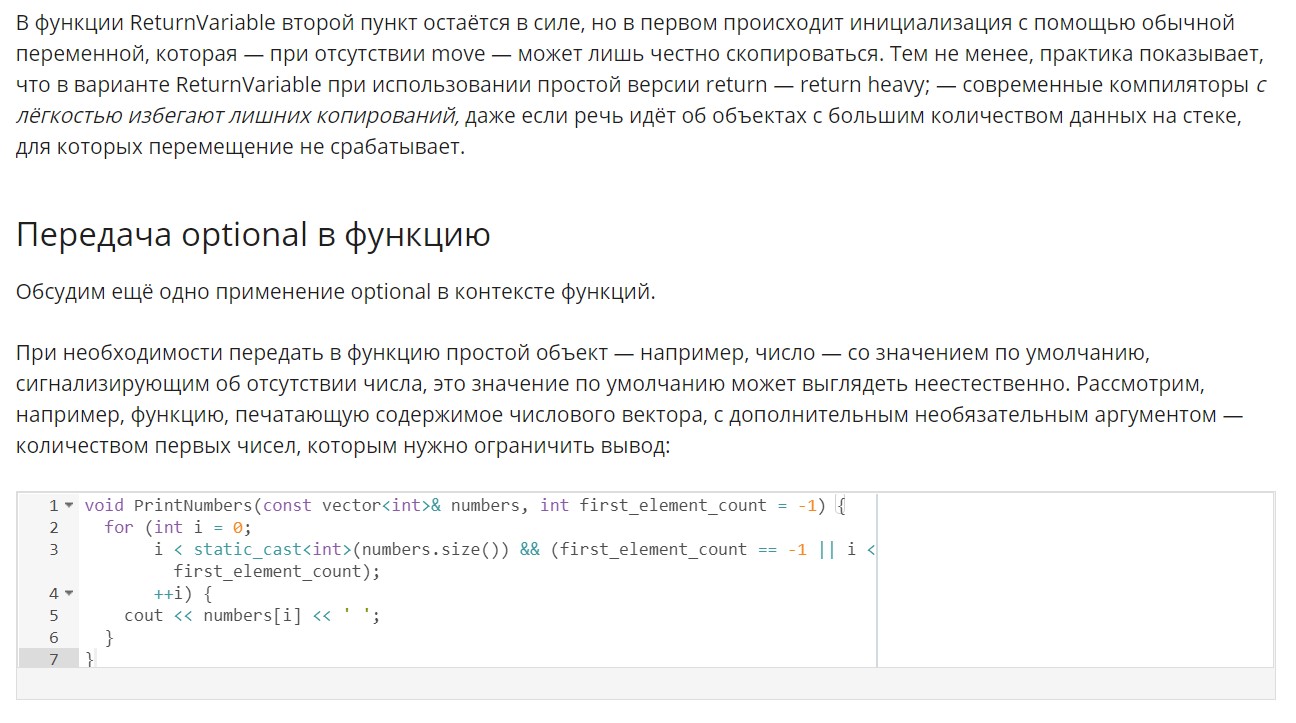 В функции ReturnVariable второй пункт остаётся в силе, но в первом происходит инициализация с помощью обычной
переменной, которая — при отсутствии move — может лишь честно скопироваться. Тем не менее, практика показывает,
что в варианте ReturnVariable при использовании простой версии return — return heavy; — современные компиляторы с
лёгкостью избегают лишних копирований, даже если речь идёт об объектах с большим количеством данных на стеке,
для которых перемещение не срабатывает.
Передача optional в функцию
Обсудим ещё одно применение optional в контексте функций.
При необходимости передать в функцию простой объект — например, число — со значением по умолчанию,
сигнализирующим об отсутствии числа, это значение по умолчанию может выглядеть неестественно. Рассмотрим,
например, функцию, печатающую содержимое числового вектора, с дополнительным необязательным аргументом —
количеством первых чисел, которым нужно ограничить вывод:
1 void PrintNumbers(const vector<int>& numbers, int first_element_count = -1) {
2 for (int i = 0;
3 i < static_cast<int>(numbers.size()) && (first_element_count == -1 || i <
first_element_count);
4 ++i) {
5 cout << numbers[i] << ' ';
6 }
7 }